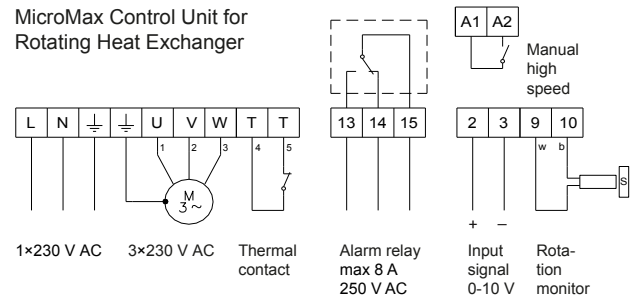 MicroMax Control Unit for
Rotating Heat Exchanger
A1 A2
Manual
high
speed
L N U V W T T
13 14 15
2 3 9 10
1 2 3 4 5
w b
M
3~
S
+ –
1×230 V AC
3×230 V AC
Thermal
contact
Alarm relay
max 8 A
250 V AC
Input
signal
0-10 V
Rota-
tion
monitor